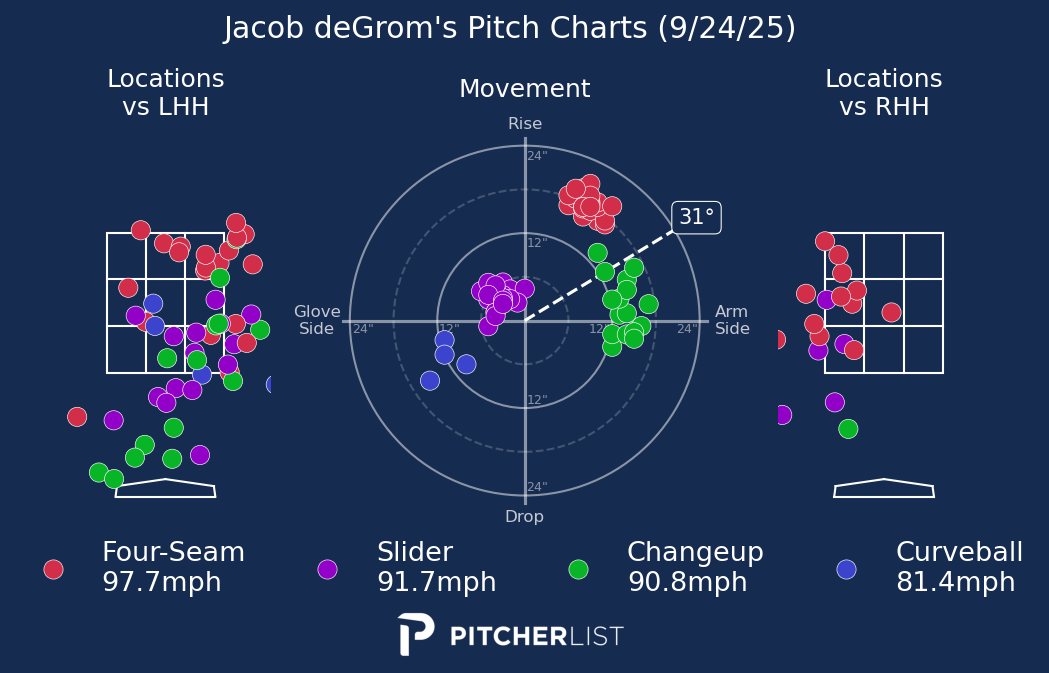 Jacob deGrom's Pitch Charts (9/24/25)
Locations
vs LHH
Movement
Locations
vs RHH
Rise
24"
31°
12"
Glove
Side
24"
12"
12"
24"
Arm
Side
12"
24"
Drop
Four-Seam
97.7mph
Slider
91.7mph
Changeup
90.8mph
Curveball
81.4mph
PITCHERLIST